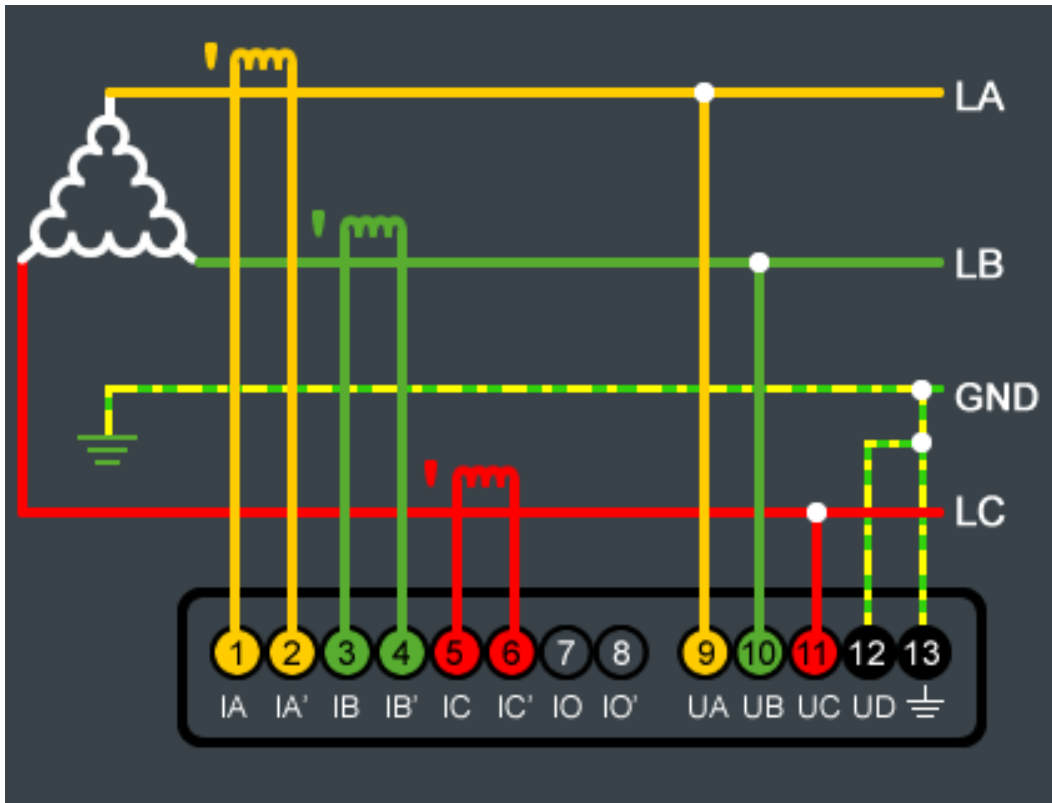 LA
LB
GND
LC
1 2 3 4 5 6 7 8 9 10 11 12 13
IA IA' IB IB' IC IC' IO IO' UA UB UC UD